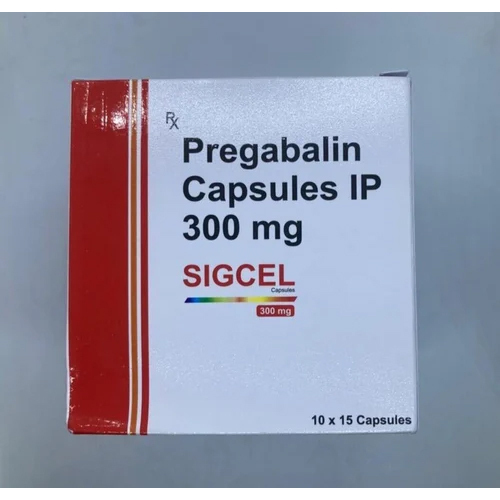 Rx
Pregabalin
Capsules IP
300 mg
SIGCEL
Capsules
300 mg
10 x 15 Capsules